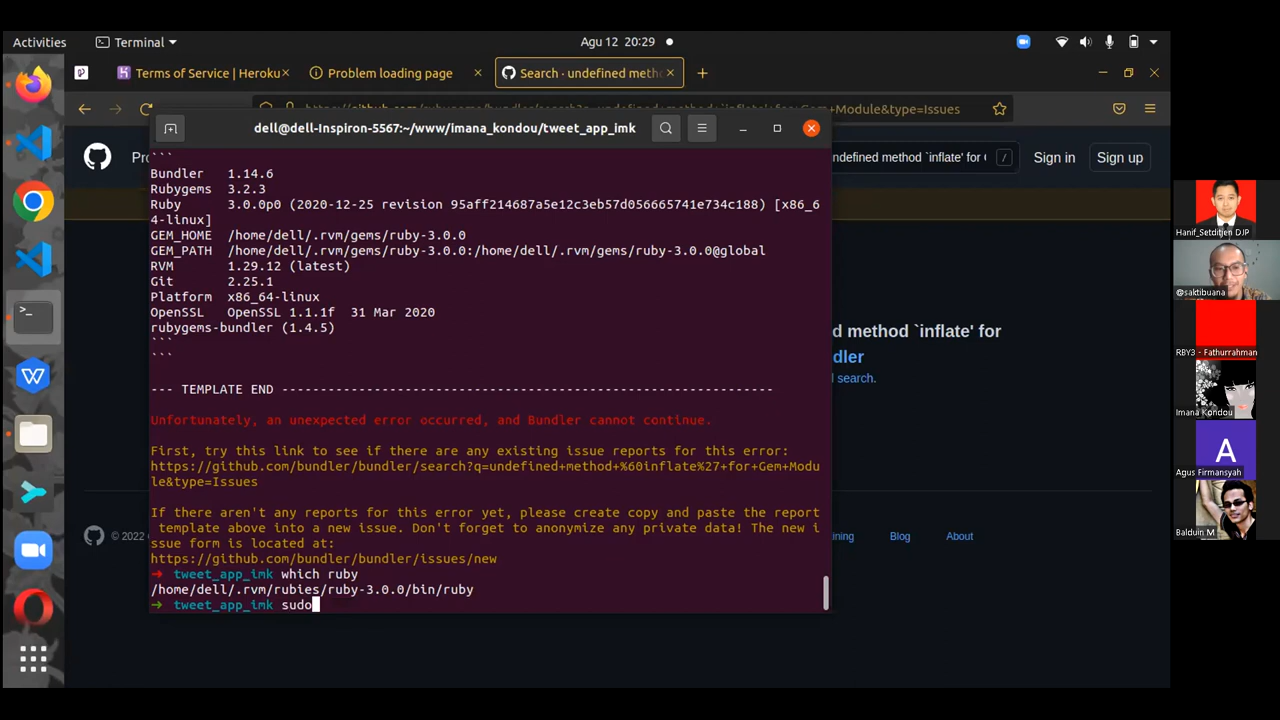 Activities
Terminal
Agu 12 20:29
Terms of Service | Heroku
Problem loading page
Search · undefined meth
Module&type=Issues
dell@dell-Inspiron-5567:~/www/imana_kondou/tweet_app_imk
Pro
ndefined method `inflate' for
/
Sign in
Sign up
```
Bundler 1.14.6
Rubygems 3.2.3
Ruby 3.0.0p0 (2020-12-25 revision 95aff214687a5e12c3eb57d056665741e734c188) [x86_6
4-linux]
GEM_HOME /home/dell/.rvm/gems/ruby-3.0.0
GEM_PATH /home/dell/.rvm/gems/ruby-3.0.0:/home/dell/.rvm/gems/ruby-3.0.0@global
RVM 1.29.12 (latest)
Git 2.25.1
Platform x86_64-linux
OpenSSL OpenSSL 1.1.1f 31 Mar 2020
rubygems-bundler (1.4.5)
```
```
--- TEMPLATE END ----------------------------------------------------------------
Unfortunately, an unexpected error occurred, and Bundler cannot continue.
First, try this link to see if there are any existing issue reports for this error:
https://github.com/bundler/bundler/search?q=undefined+method+%60inflate%27+for+Gem+Modu
le&type=Issues
If there aren't any reports for this error yet, please create copy and paste the report
template above into a new issue. Don't forget to anonymize any private data! The new i
ssue form is located at:
https://github.com/bundler/bundler/issues/new
➜ tweet_app_imk which ruby
/home/dell/.rvm/rubies/ruby-3.0.0/bin/ruby
➜ tweet_app_imk sudo
d method `inflate' for
dler
d search.
© 2022
ining
Blog
About
Hanif_Setditjen DJP
@saktibuana
RBY3 - Fathurrahman
Imana Kondou
A
Agus Firmansyah
Balduin M